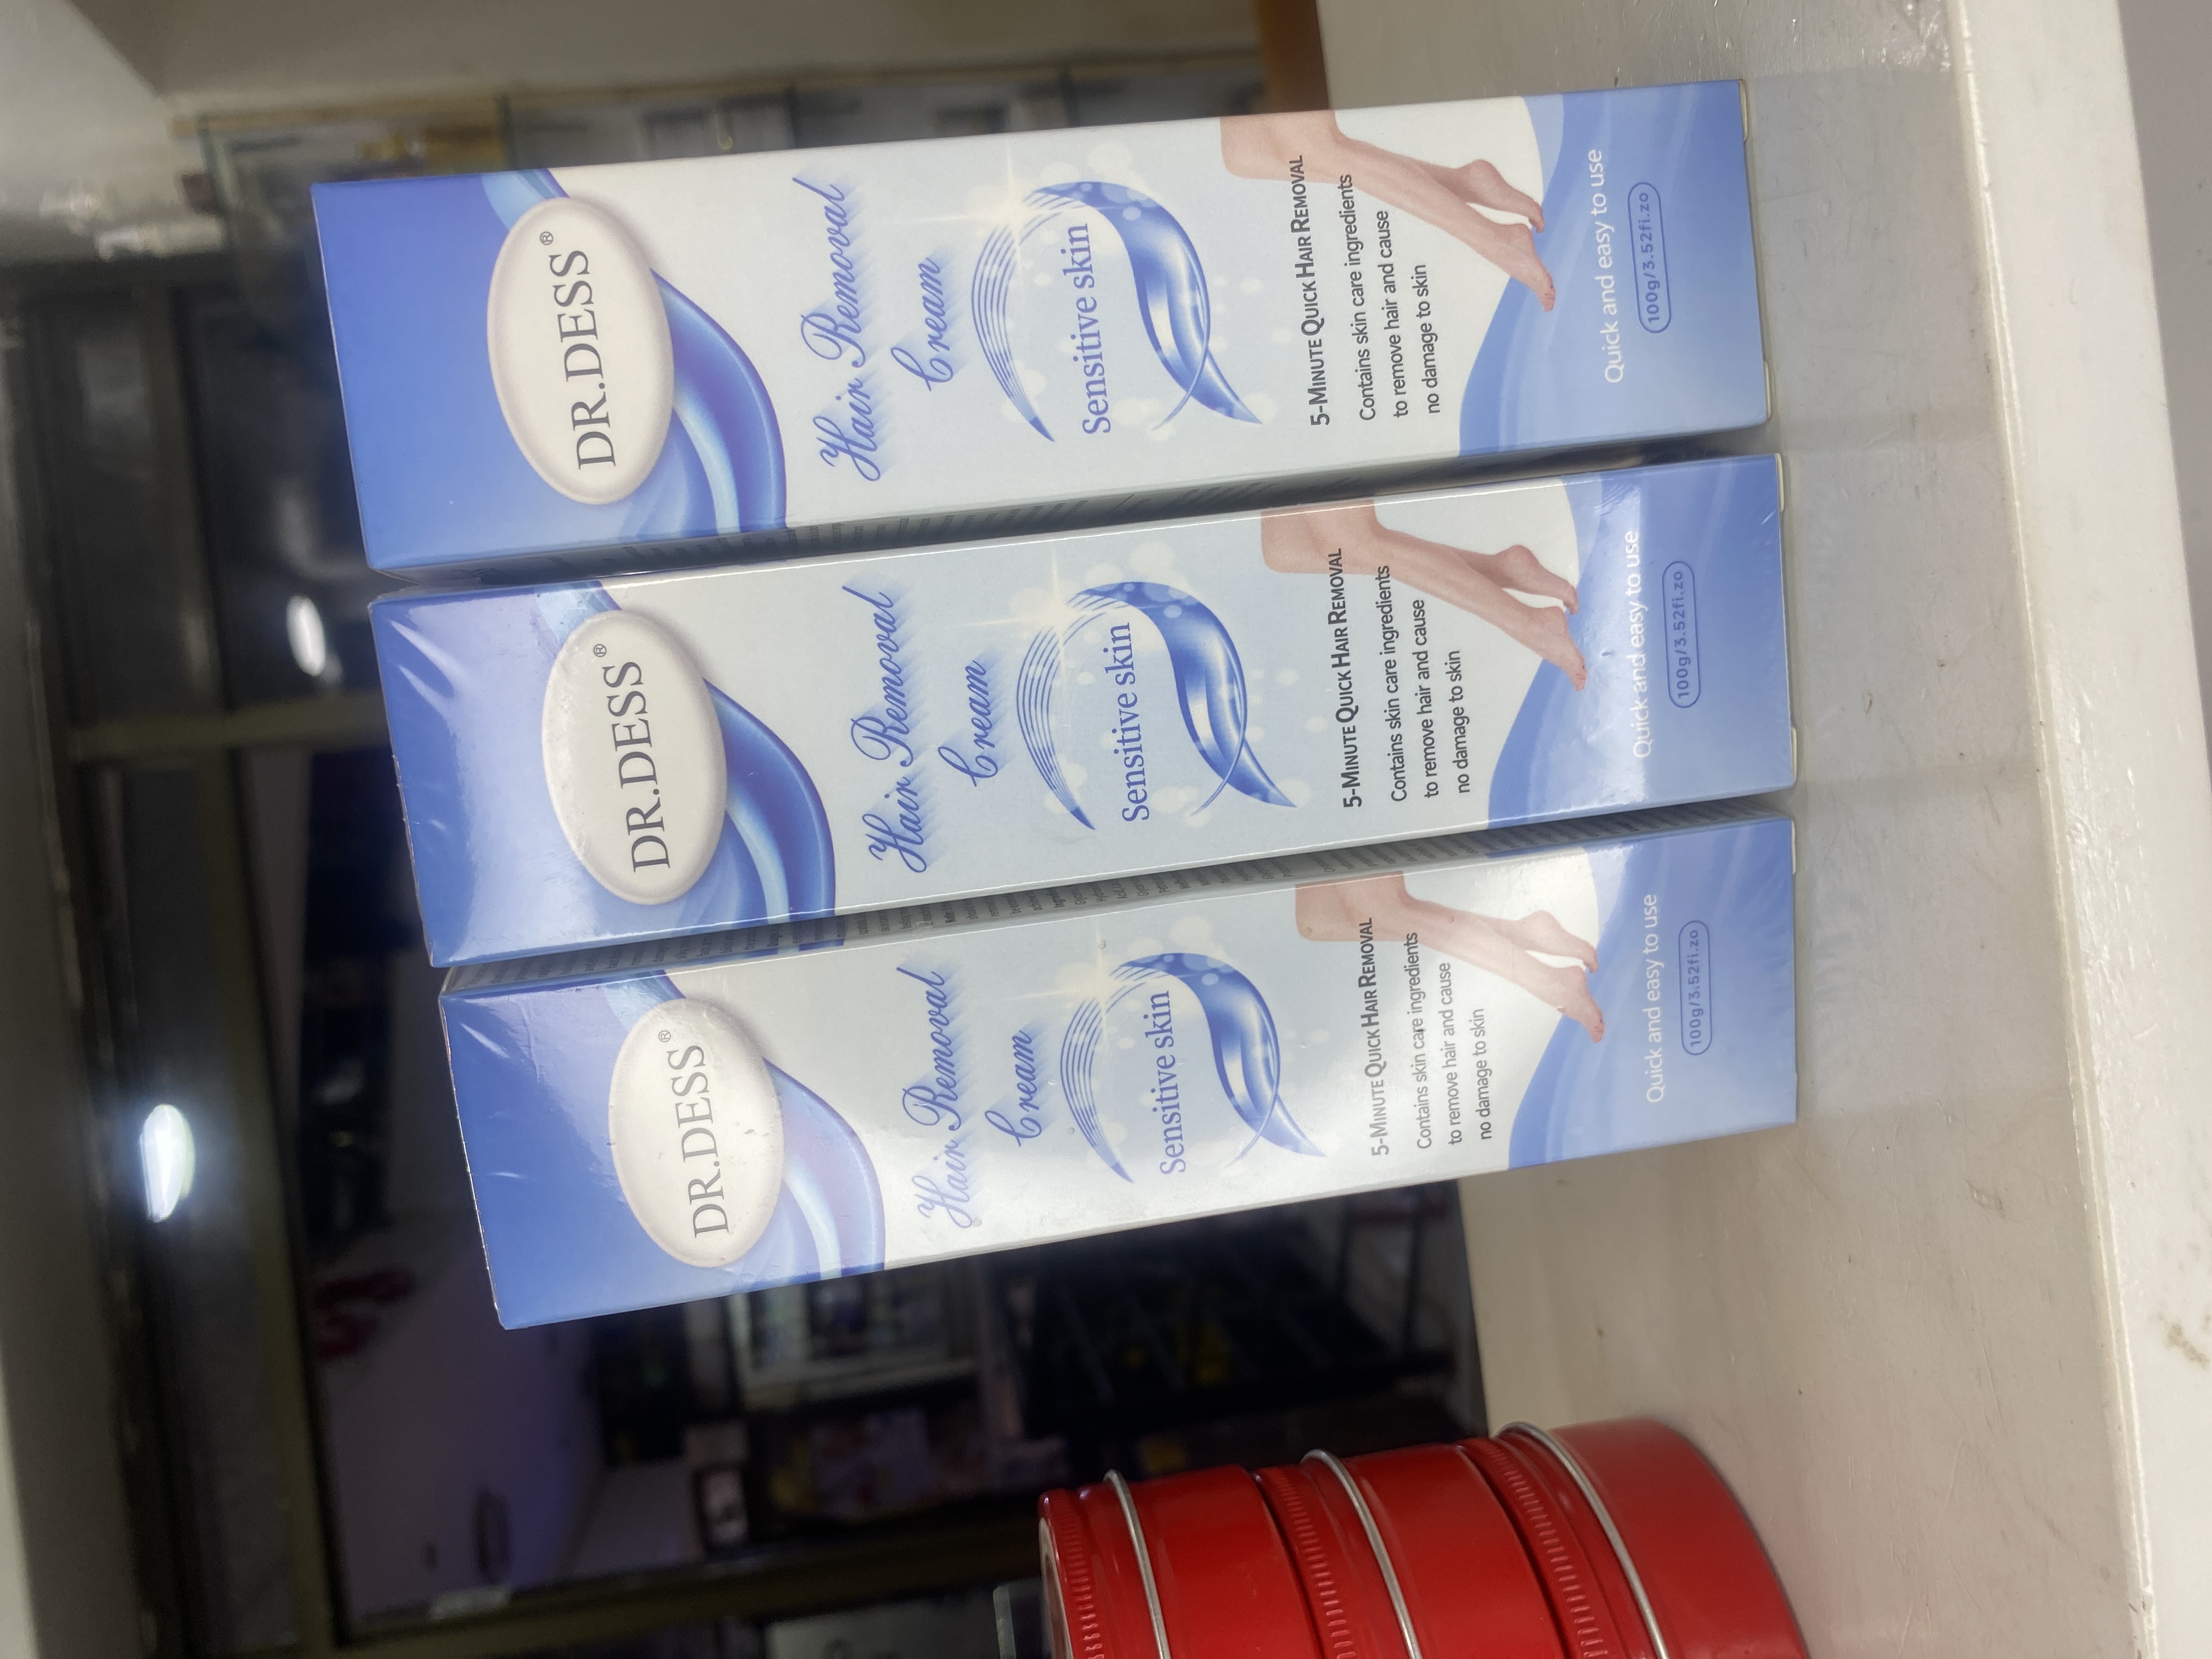 DR.DESS®
Hair Removal
Cream
Sensitive skin
5-MINUTE QUICK HAIR REMOVAL
Contains skin care ingredients
to remove hair and cause
no damage to skin
Quick and easy to use
100g/3.52fl.zo
DR.DESS®
Hair Removal
Cream
Sensitive skin
5-MINUTE QUICK HAIR REMOVAL
Contains skin care ingredients
to remove hair and cause
no damage to skin
Quick and easy to use
100g/3.52fl.zo
DR.DESS®
Hair Removal
Cream
Sensitive skin
5-MINUTE QUICK HAIR REMOVAL
Contains skin care ingredients
to remove hair and cause
no damage to skin
Quick and easy to use
100g/3.52fl.zo